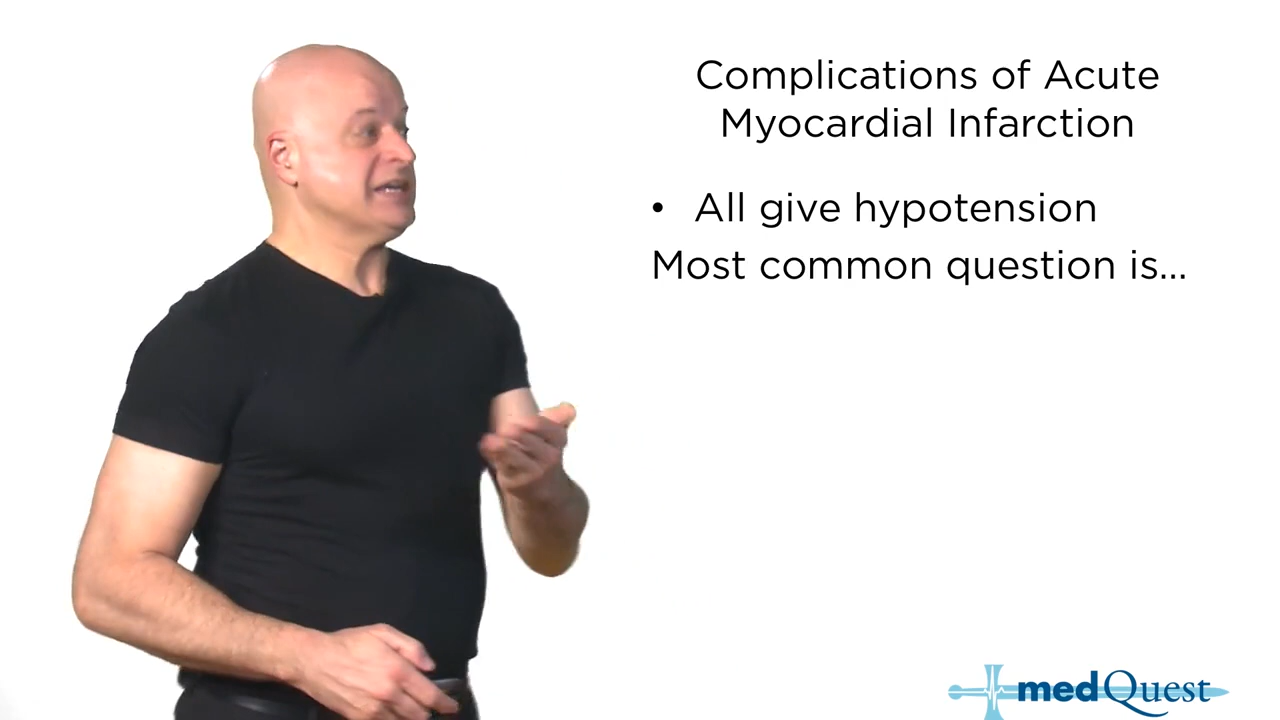 Complications of Acute
Myocardial Infarction
• All give hypotension
Most common question is...
medQuest